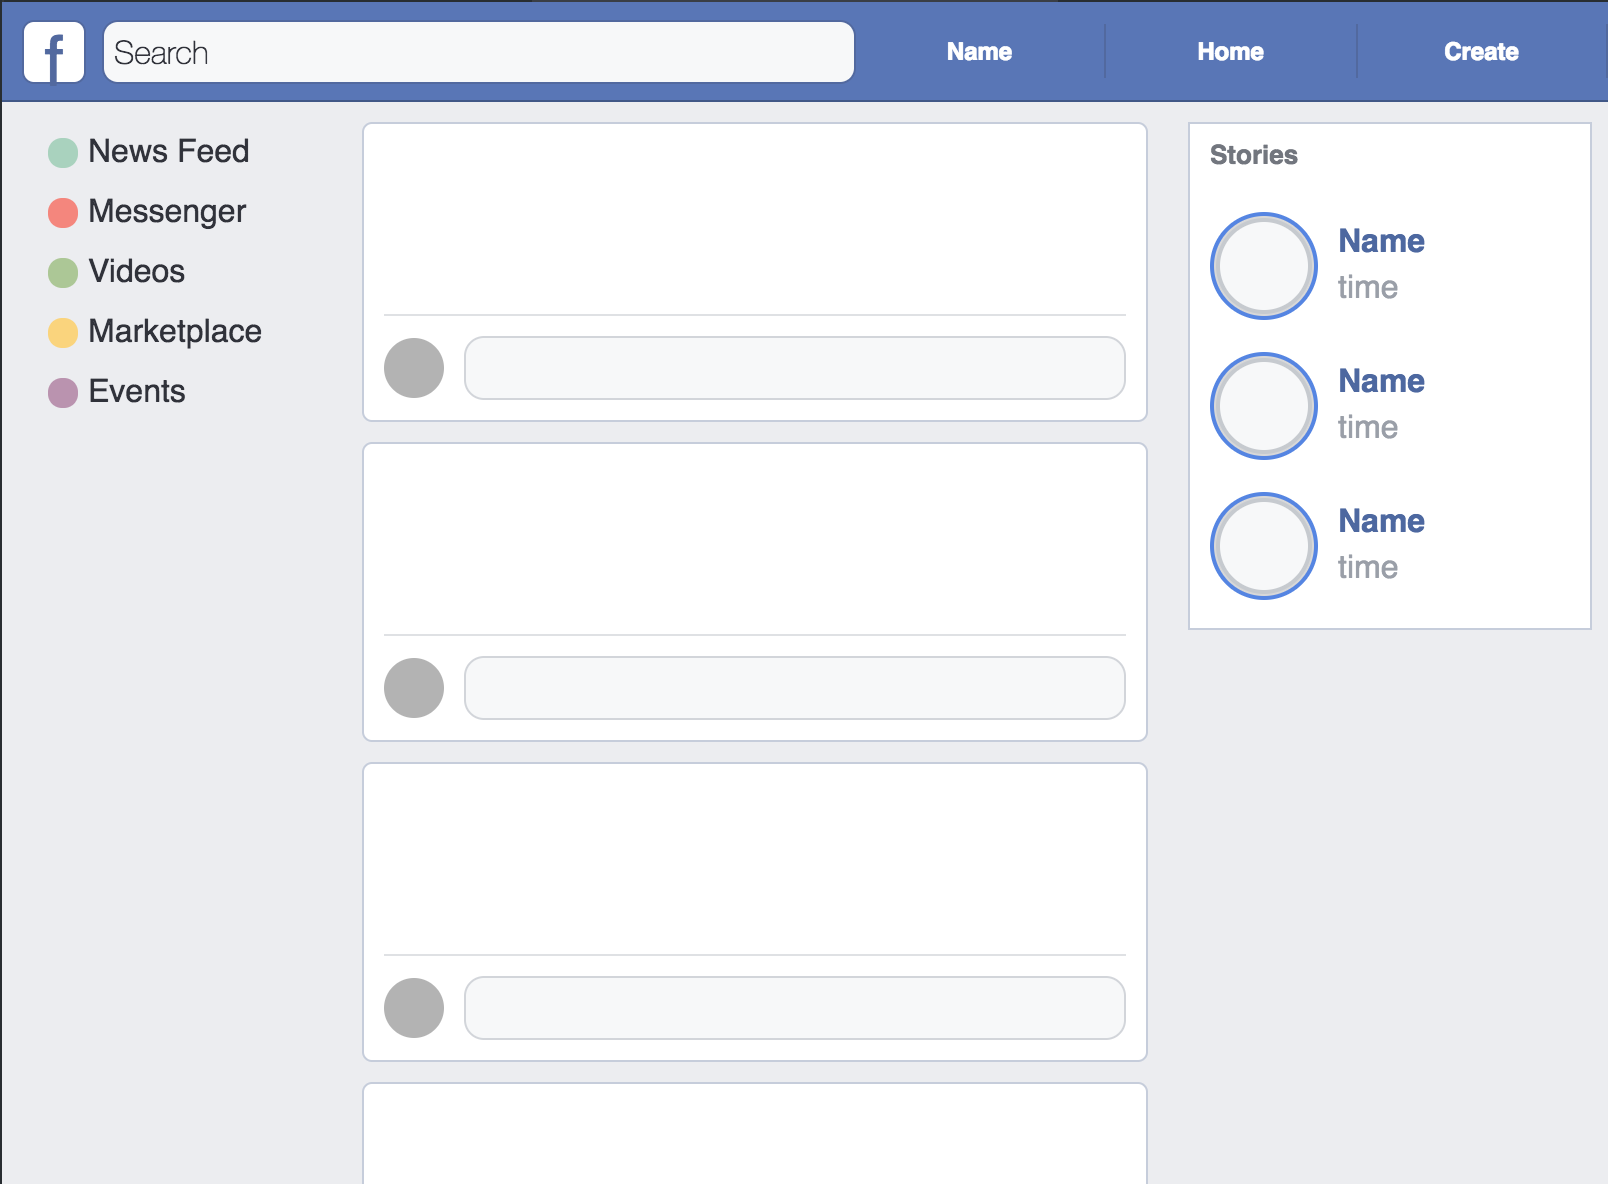 f
Search
Name
Home
Create
News Feed
Messenger
Videos
Marketplace
Events
Stories
Name
time
Name
time
Name
time